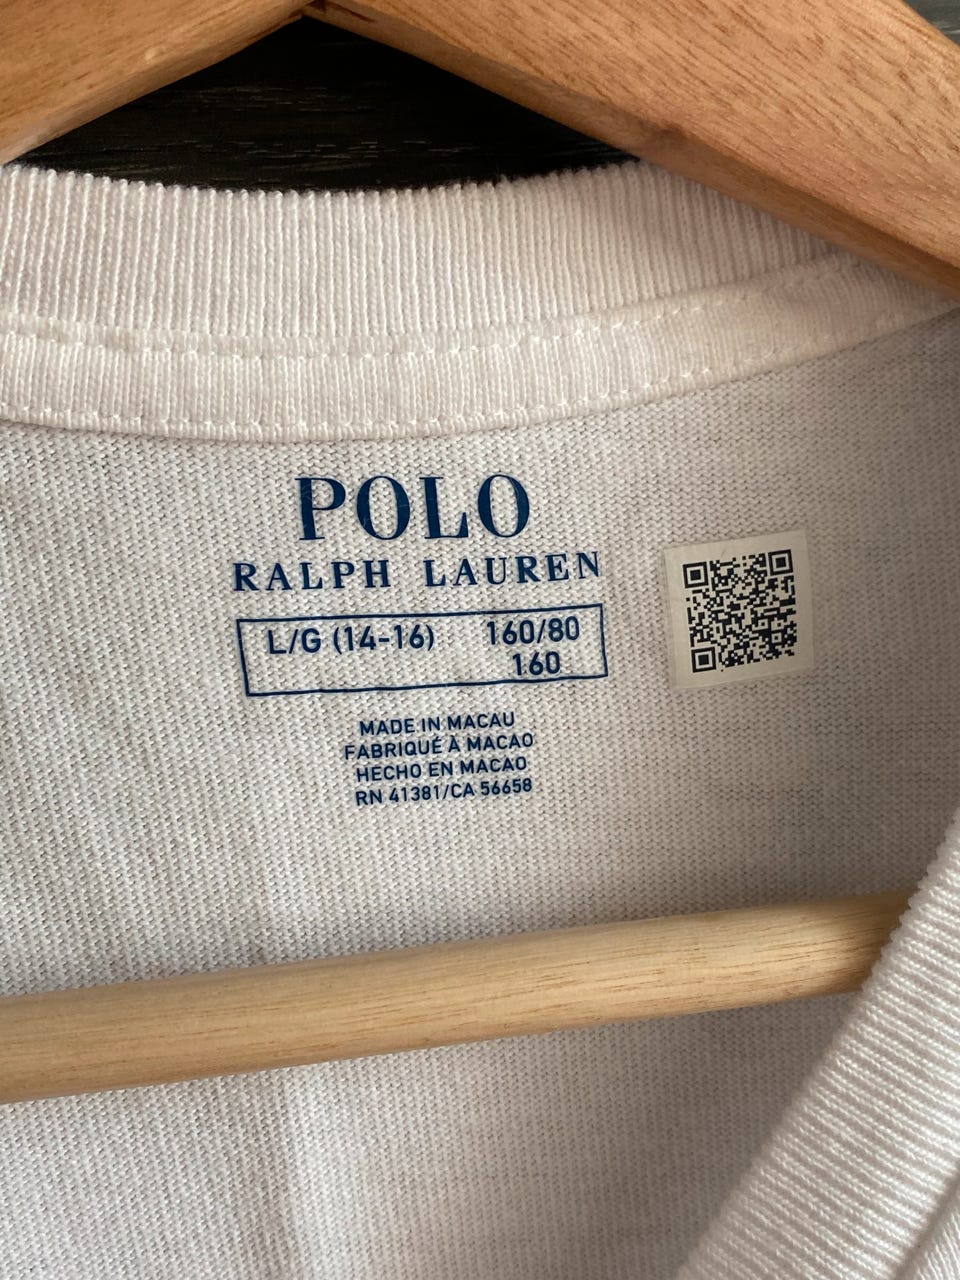 POLO
RALPH LAUREN
L/G (14-16) 160/80
160
MADE IN MACAU
FABRIQUÉ À MACAO
HECHO EN MACAO
RN 41381/CA 56658